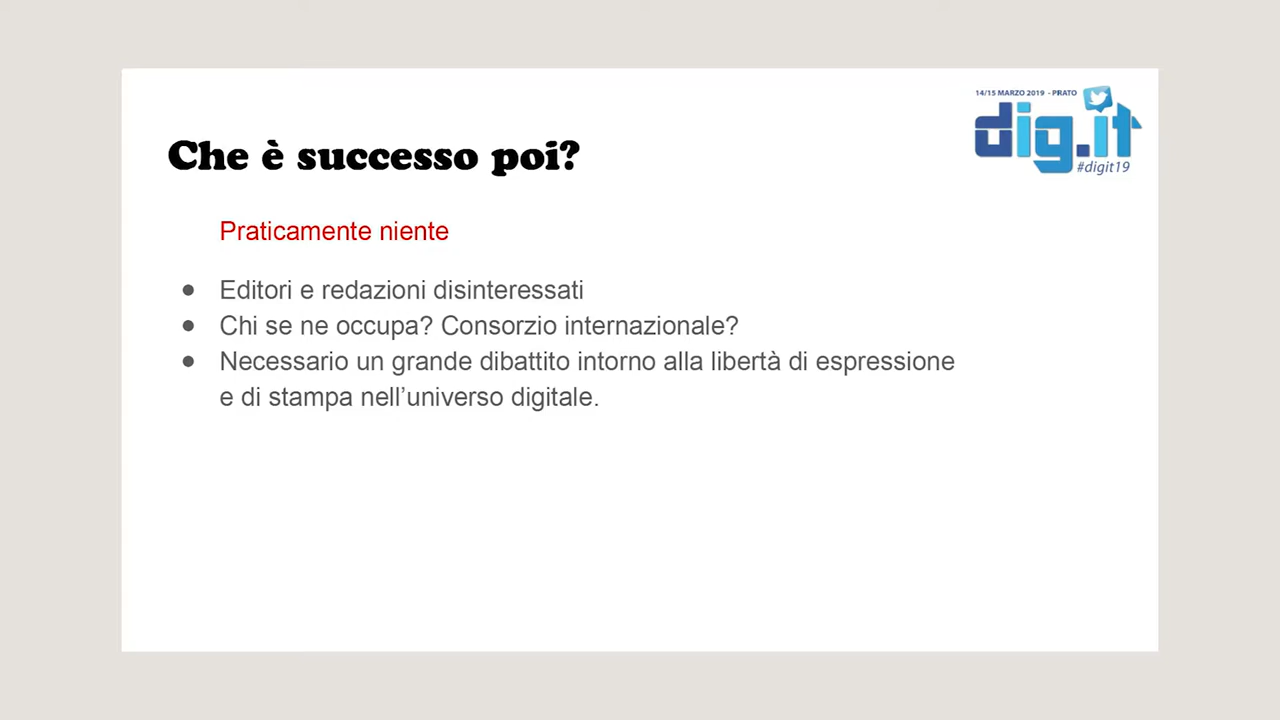 14/15 MARZO 2019 - PRATO
dig.it
#digit19
Che è successo poi?
Praticamente niente
● Editori e redazioni disinteressati
● Chi se ne occupa? Consorzio internazionale?
● Necessario un grande dibattito intorno alla libertà di espressione
e di stampa nell’universo digitale.